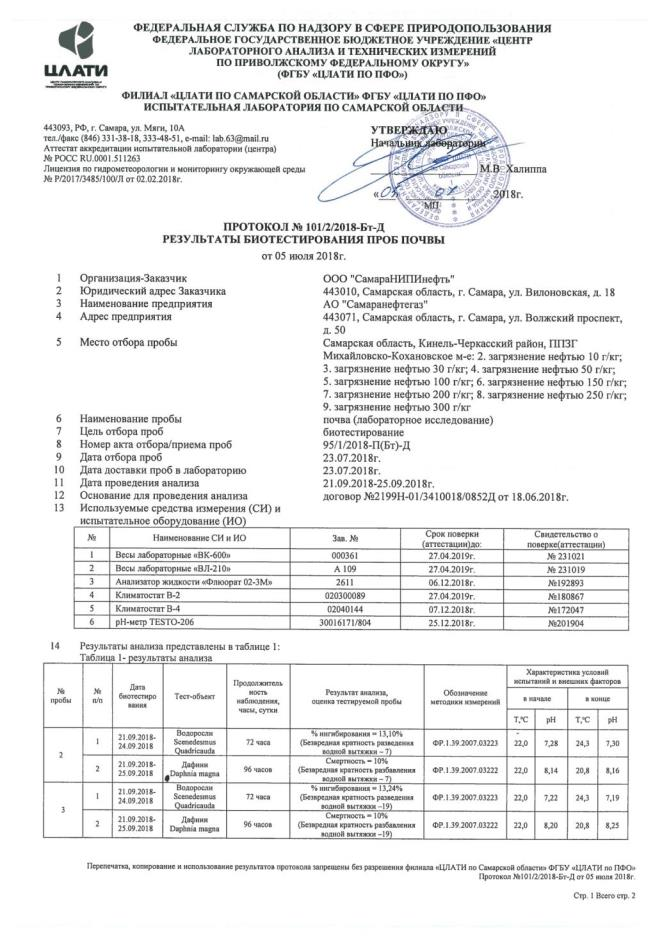 ФЕДЕРАЛЬНАЯ СЛУЖБА ПО НАДЗОРУ В СФЕРЕ ПРИРОДОПОЛЬЗОВАНИЯ
ФЕДЕРАЛЬНОЕ ГОСУДАРСТВЕННОЕ БЮДЖЕТНОЕ УЧРЕЖДЕНИЕ «ЦЕНТР
ЛАБОРАТОРНОГО АНАЛИЗА И ТЕХНИЧЕСКИХ ИЗМЕРЕНИЙ
ПО ПРИВОЛЖСКОМУ ФЕДЕРАЛЬНОМУ ОКРУГУ»
(ФГБУ «ЦЛАТИ ПО ПФО»)
ЦЛАТИ
ФИЛИАЛ «ЦЛАТИ ПО САМАРСКОЙ ОБЛАСТИ» ФГБУ «ЦЛАТИ ПО ПФО»
ИСПЫТАТЕЛЬНАЯ ЛАБОРАТОРИЯ ПО САМАРСКОЙ ОБЛАСТИ
443093, РФ, г. Самара, ул. Мяги, 10А
тел./факс (846) 331-38-18, 333-48-51, e-mail: lab.63@mail.ru
Аттестат аккредитации испытательной лаборатории (центра)
№ РОСС RU.0001.511263
Лицензия по гидрометеорологии и мониторингу окружающей среды
№ Р/2017/3485/100/Л от 02.02.2018г.
УТВЕРЖДАЮ
Начальник лаборатории
М.В. Халиппа
2018г.
МП
ПРОТОКОЛ № 101/2/2018-Бт-Д
РЕЗУЛЬТАТЫ БИОТЕСТИРОВАНИЯ ПРОБ ПОЧВЫ
от 05 июля 2018г.
1 Организация-Заказчик ООО "СамараНИПИнефть"
2 Юридический адрес Заказчика 443010, Самарская область, г. Самара, ул. Вилоновская, д. 18
3 Наименование предприятия АО "Самаранефтегаз"
4 Адрес предприятия 443071, Самарская область, г. Самара, ул. Волжский проспект,
д. 50
5 Место отбора пробы Самарская область, Кинель-Черкасский район, ППЗГ
Михайловско-Кохановское м-е: 2. загрязнение нефтью 10 г/кг;
3. загрязнение нефтью 30 г/кг; 4. загрязнение нефтью 50 г/кг;
5. загрязнение нефтью 100 г/кг; 6. загрязнение нефтью 150 г/кг;
7. загрязнение нефтью 200 г/кг; 8. загрязнение нефтью 250 г/кг;
9. загрязнение нефтью 300 г/кг
6 Наименование пробы почва (лабораторное исследование)
7 Цель отбора проб биотестирование
8 Номер акта отбора/приема проб 95/1/2018-П(Бт)-Д
9 Дата отбора проб 23.07.2018г.
10 Дата доставки проб в лабораторию 23.07.2018г.
11 Дата проведения анализа 21.09.2018-25.09.2018г.
12 Основание для проведения анализа договор №2199Н-01/3410018/0852Д от 18.06.2018г.
13 Используемые средства измерения (СИ) и
испытательное оборудование (ИО)
№ Наименование СИ и ИО Зав. № Срок поверки (аттестации)до: Свидетельство о поверке(аттестации)
1 Весы лабораторные «ВК-600» 000361 27.04.2019г. № 231021
2 Весы лабораторные «ВЛ-210» А 109 27.04.2019г. №231019
3 Анализатор жидкости «Флюорат 02-3М» 2611 06.12.2018г. №192893
4 Климатостат В-2 020300089 27.04.2019г. №180867
5 Климатостат В-4 02040144 07.12.2018г. №172047
6 pH-метр TESTO-206 30016171/804 25.12.2018г. №201904
14 Результаты анализа представлены в таблице 1:
Таблица 1- результаты анализа
№ пробы № п/п Дата биотестиро вания Тест-объект Продолжитель ность наблюдения, часы, сутки Результат анализа, оценка тестируемой пробы Обозначение методики измерений Характеристика условий испытаний и внешних факторов
в начале в конце
Т,ºС pH Т,ºС pH
2 1 21.09.2018-24.09.2018 Водоросли Scenedesmus Quadricauda 72 часа % ингибирования = 13,10% (Безвредная кратность разведения водной вытяжки – 7) ФР.1.39.2007.03223 22,0 7,28 24,3 7,30
2 21.09.2018-25.09.2018 Дафнии Daphnia magna 96 часов Смертность = 10% (Безвредная кратность разбавления водной вытяжки – 7) ФР.1.39.2007.03222 22,0 8,14 20,8 8,16
3 1 21.09.2018-24.09.2018 Водоросли Scenedesmus Quadricauda 72 часа % ингибирования = 13,24% (Безвредная кратность разведения водной вытяжки –19) ФР.1.39.2007.03223 22,0 7,22 24,3 7,19
2 21.09.2018-25.09.2018 Дафнии Daphnia magna 96 часов Смертность = 10% (Безвредная кратность разбавления водной вытяжки –19) ФР.1.39.2007.03222 22,0 8,20 20,8 8,25
Перепечатка, копирование и использование результатов протокола запрещены без разрешения филиала «ЦЛАТИ по Самарской области» ФГБУ «ЦЛАТИ по ПФО»
Протокол №101/2/2018-Бт-Д от 05 июля 2018г.
Стр. 1 Всего стр. 2